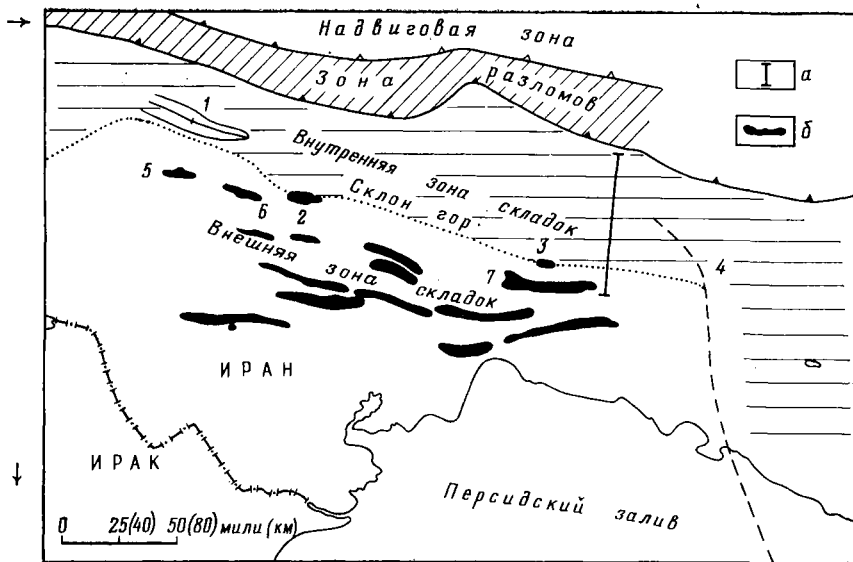 Надвиговая зона
Зона разломов
а
б
1
Внутренняя зона складок
Склон гор
5
6
2
3
4
7
Внешняя зона складок
ИРАН
ИРАК
Персидский залив
0 25(40) 50(80) мили (км)